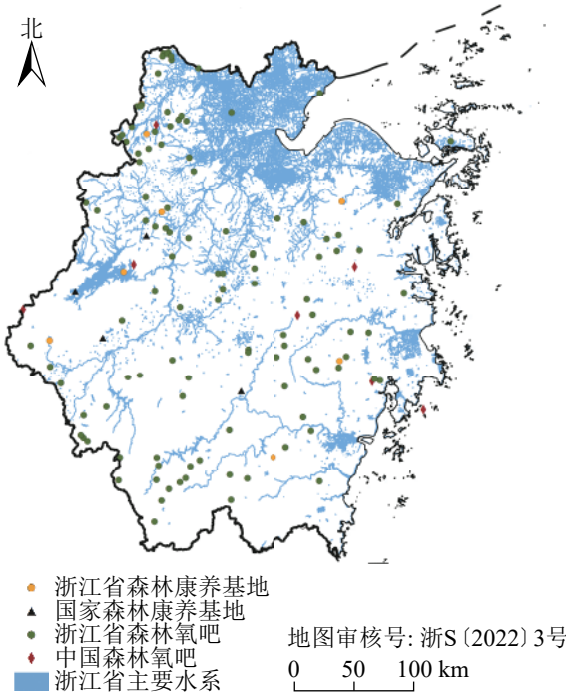 北
浙江省森林康养基地
国家森林康养基地
浙江省森林氧吧
中国森林氧吧
浙江省主要水系
地图审核号: 浙S〔2022〕3号
0 50 100 km